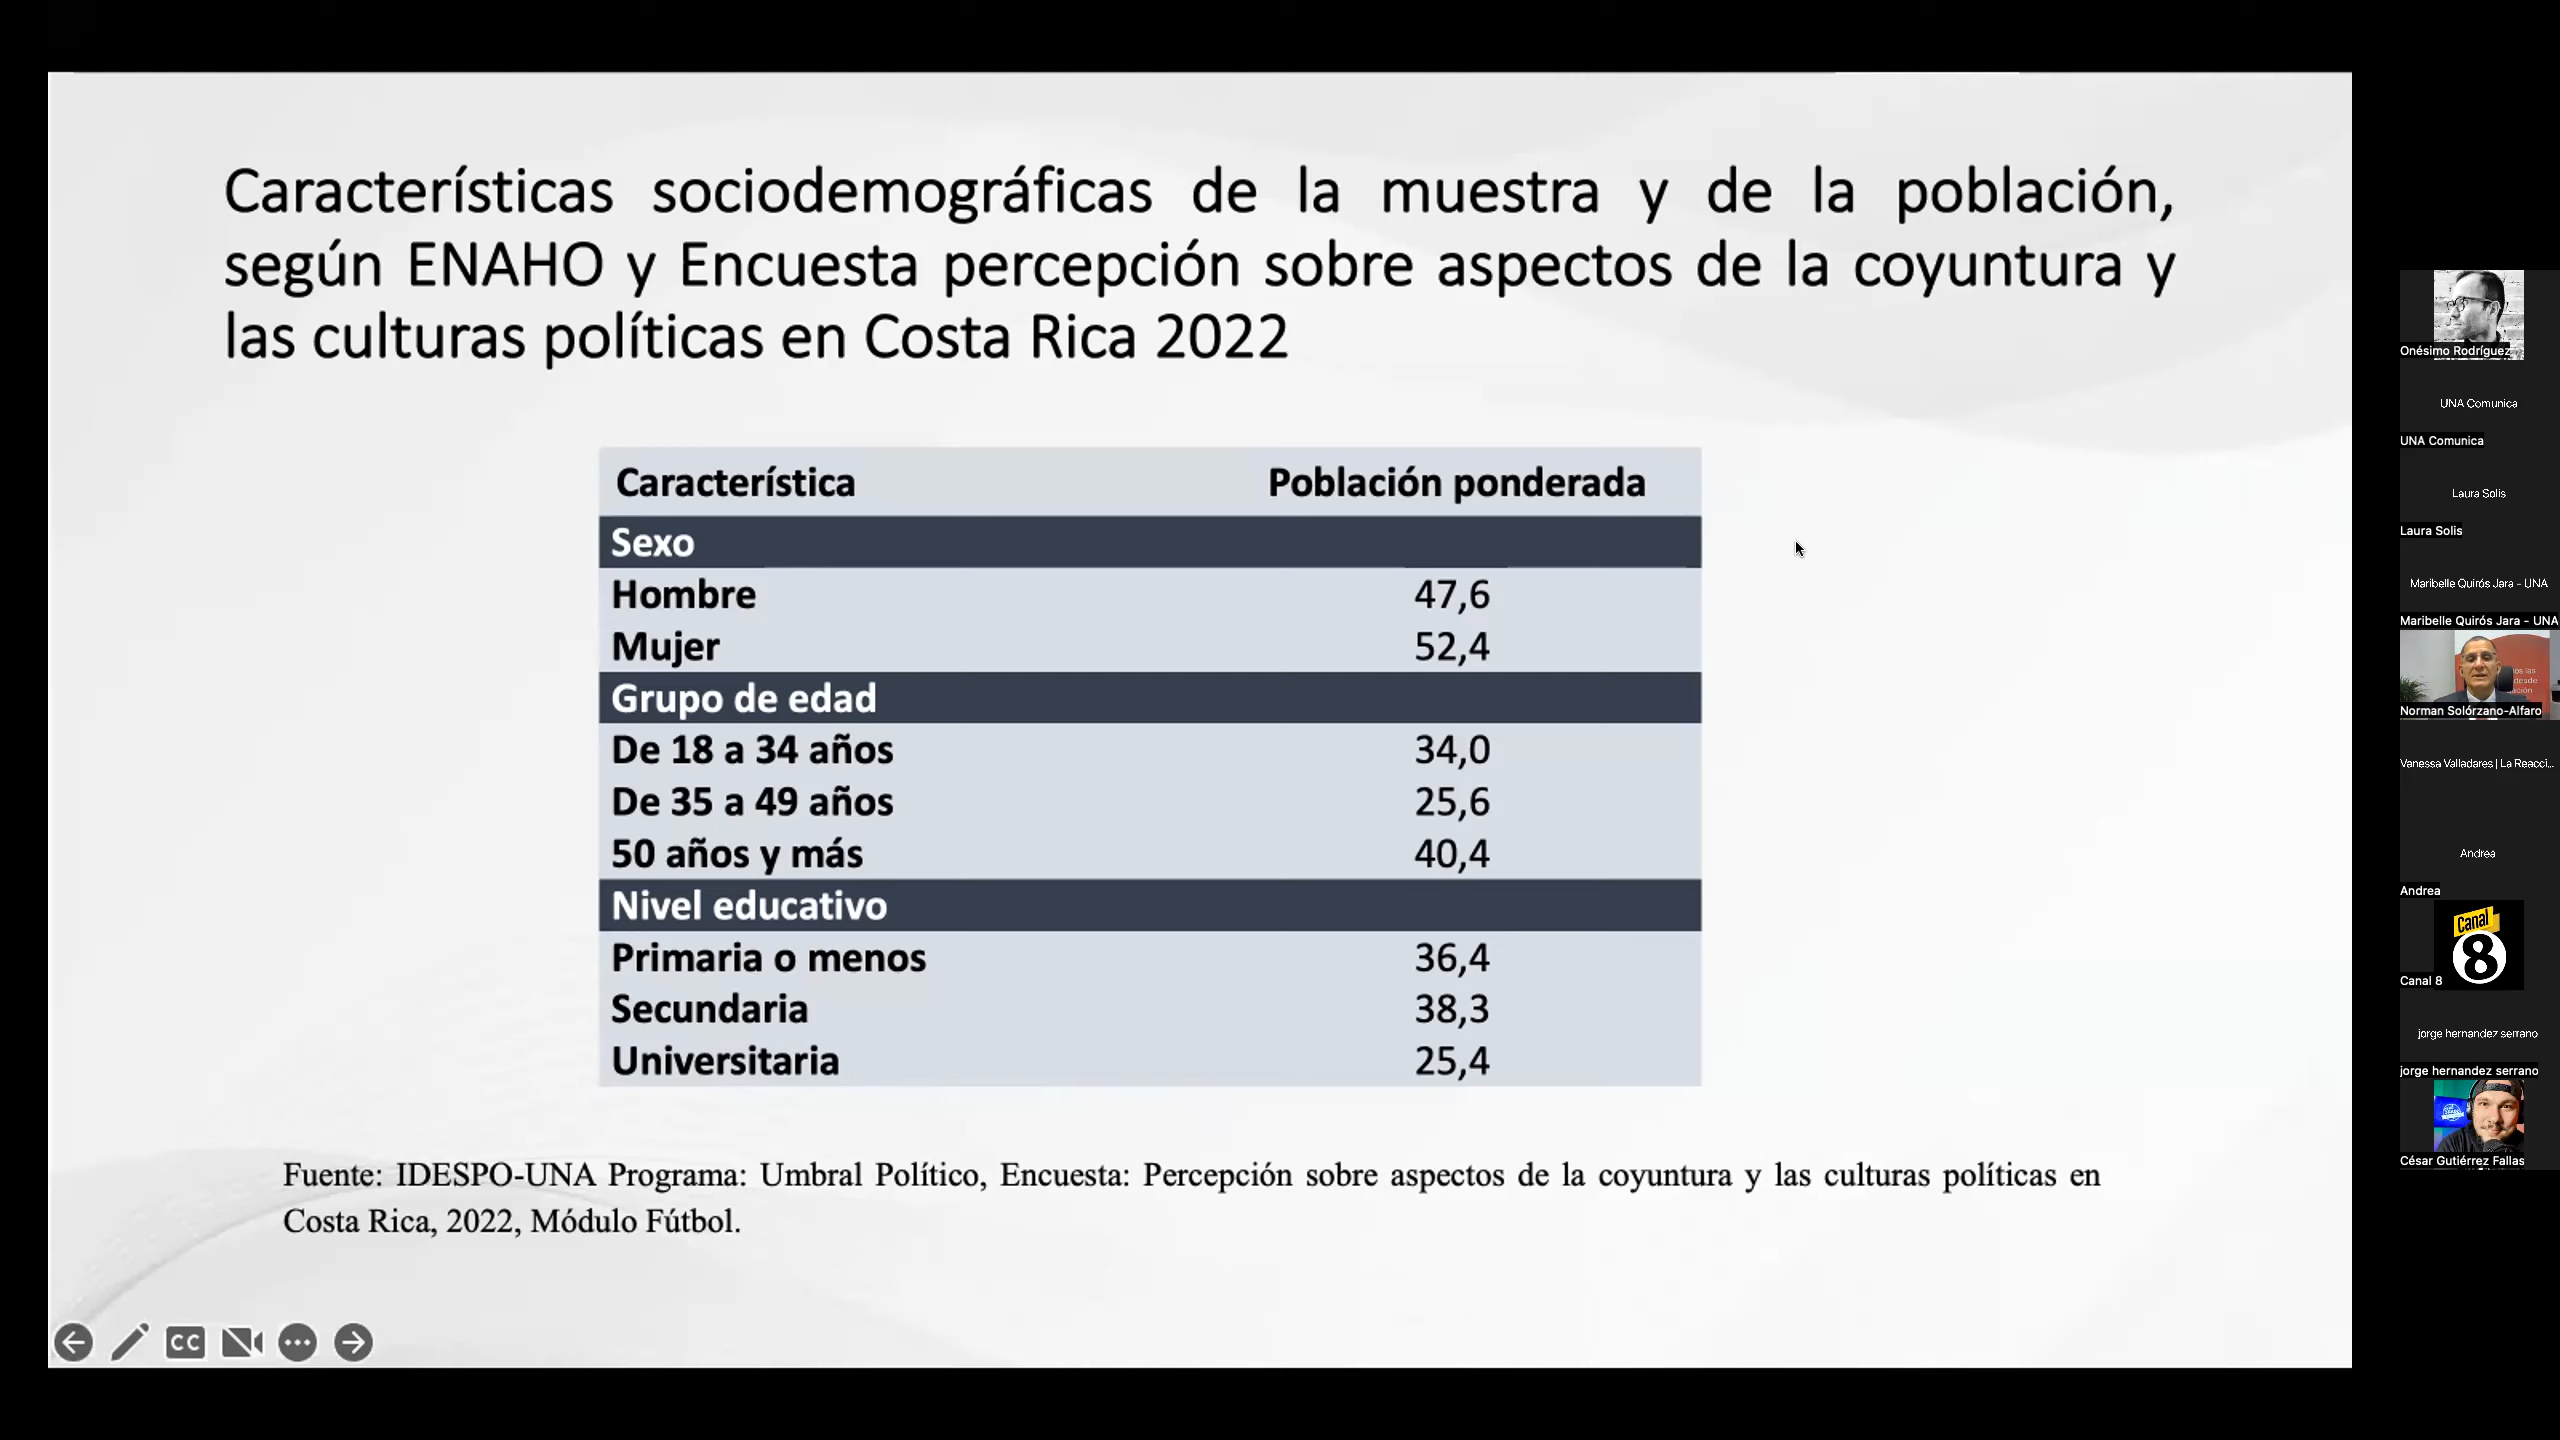 Características sociodemográficas de la muestra y de la población,
según ENAHO y Encuesta percepción sobre aspectos de la coyuntura y
las culturas políticas en Costa Rica 2022
Característica Población ponderada
Sexo
Hombre 47,6
Mujer 52,4
Grupo de edad
De 18 a 34 años 34,0
De 35 a 49 años 25,6
50 años y más 40,4
Nivel educativo
Primaria o menos 36,4
Secundaria 38,3
Universitaria 25,4
Fuente: IDESPO-UNA Programa: Umbral Político, Encuesta: Percepción sobre aspectos de la coyuntura y las culturas políticas en
Costa Rica, 2022, Módulo Fútbol.
CC
Onésimo Rodríguez
UNA Comunica
UNA Comunica
Laura Solis
Laura Solis
Maribelle Quirós Jara - UNA
Maribelle Quirós Jara - UNA
Norman Solórzano-Alfaro
Vanessa Valladares | La Reacci...
Andrea
Andrea
Canal
8
Canal 8
jorge hernandez serrano
jorge hernandez serrano
César Gutiérrez Fallas